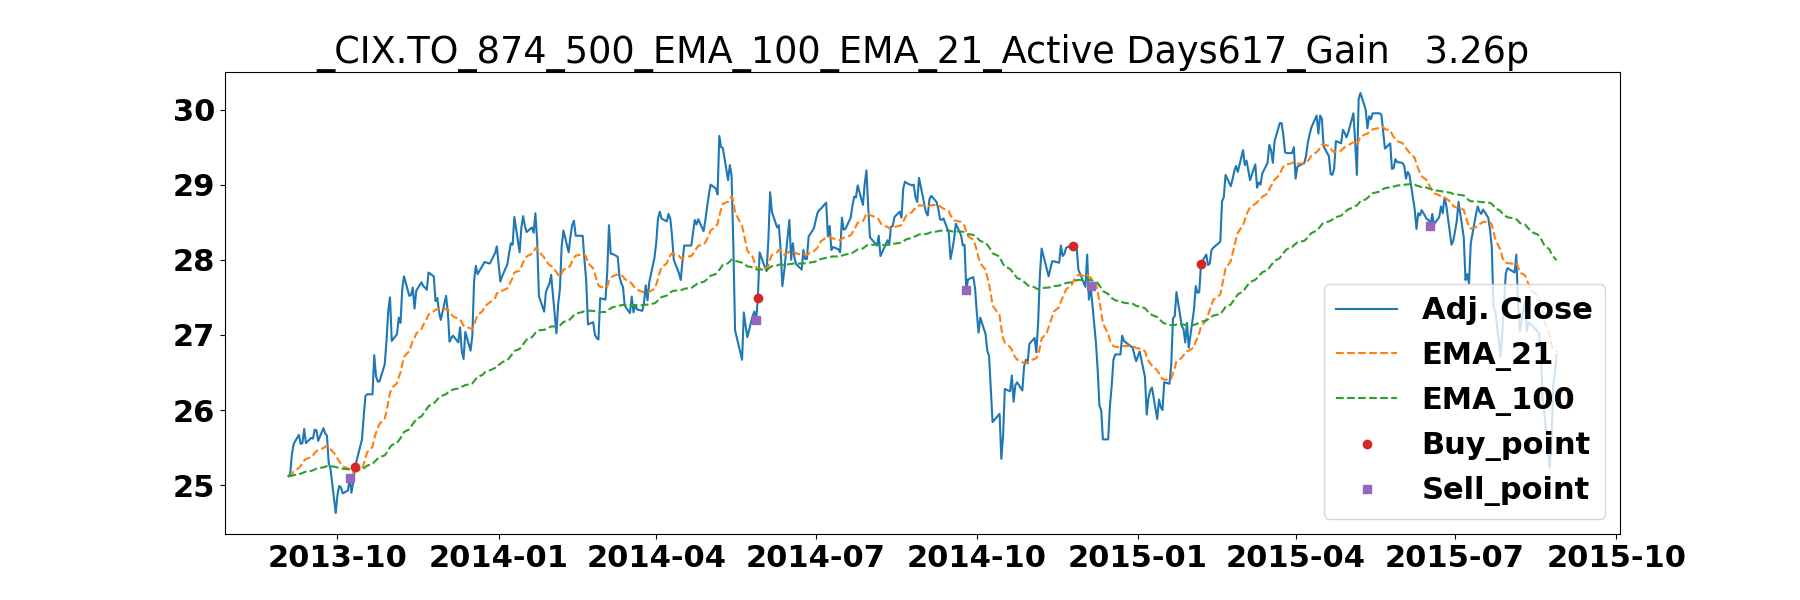 _CIX.TO_874_500_EMA_100_EMA_21_Active Days617_Gain   3.26p
30
29
28
27
26
25
2013-10 2014-01 2014-04 2014-07 2014-10 2015-01 2015-04 2015-07 2015-10
Adj. Close
EMA_21
EMA_100
Buy_point
Sell_point